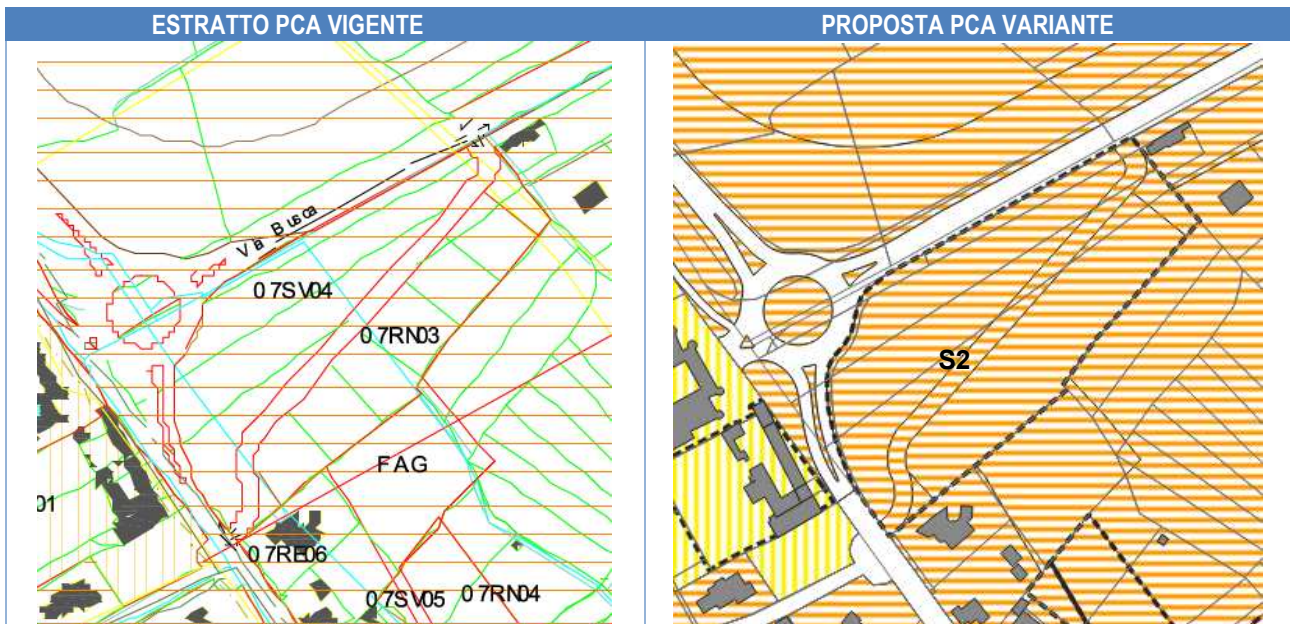 ESTRATTO PCA VIGENTE
PROPOSTA PCA VARIANTE
Via Busca
07SV04
07RN03
FAG
01
07RE06
07SV05
07RN04
S2